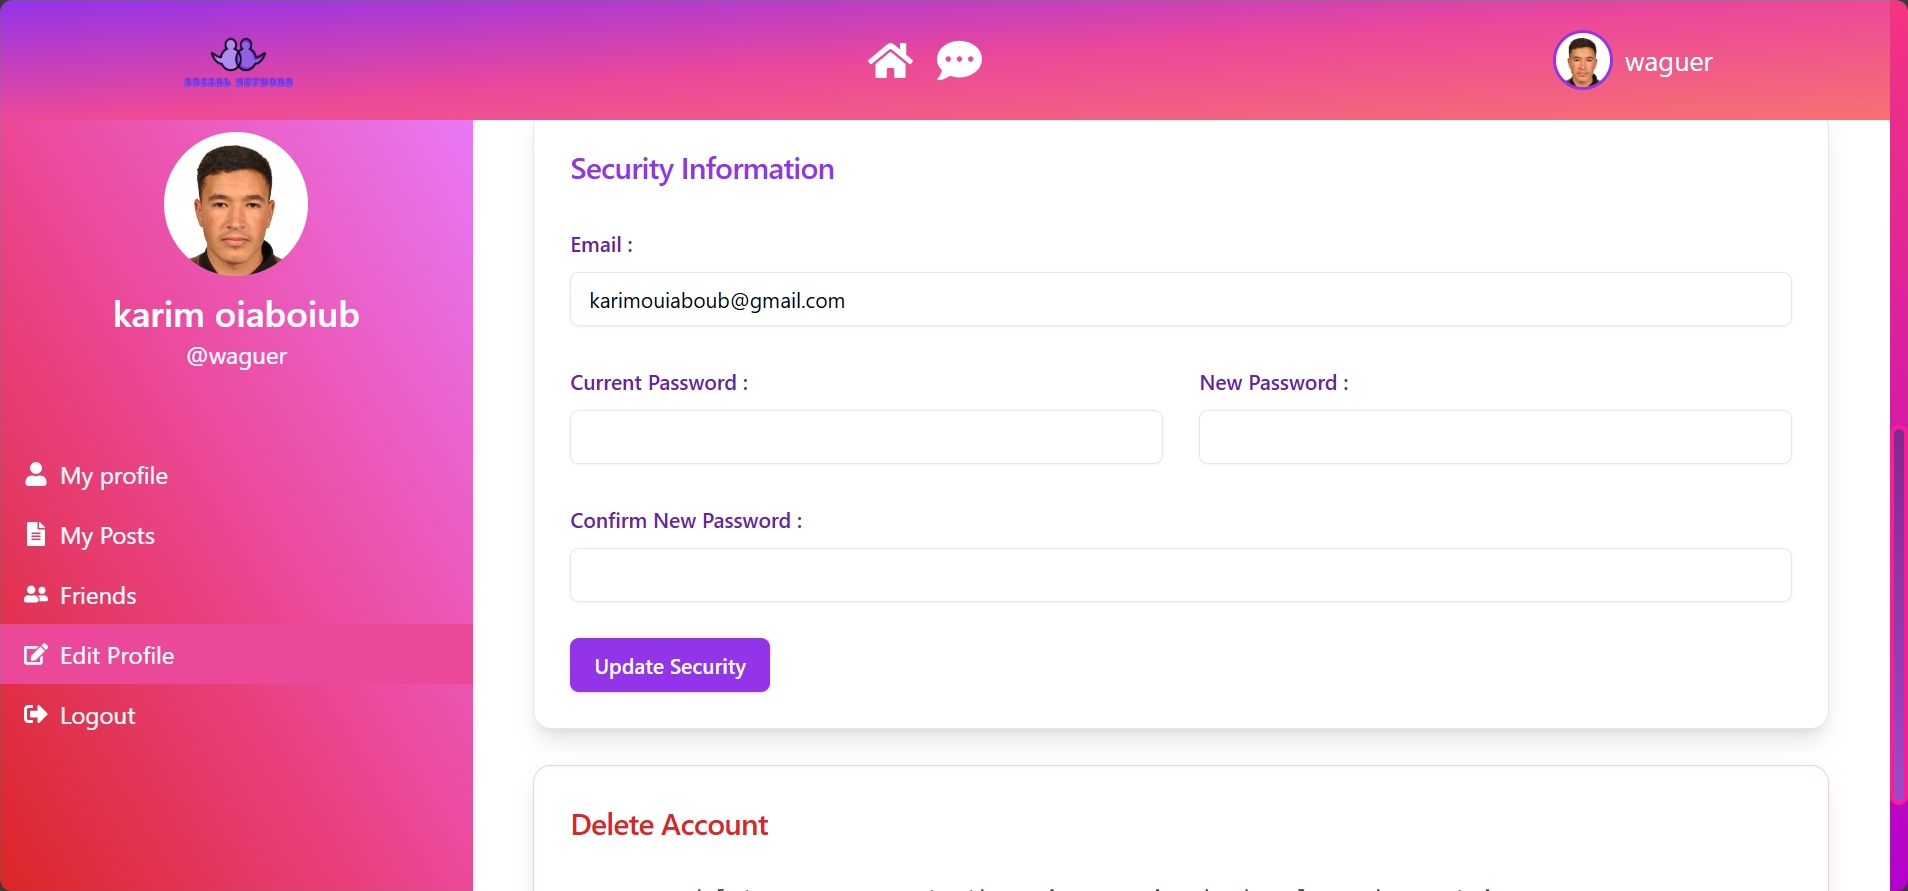 SOCIAL NETWORK
waguer
karim oiaboiub
@waguer
My profile
My Posts
Friends
Edit Profile
Logout
Security Information
Email :
karimouiaboub@gmail.com
Current Password :
New Password :
Confirm New Password :
Update Security
Delete Account